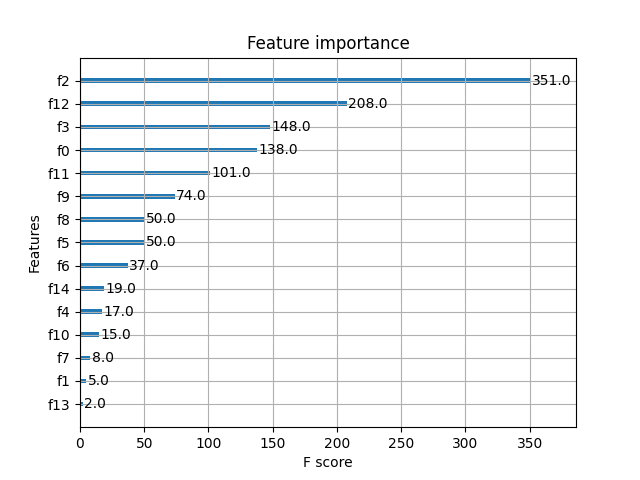 Feature importance
Features
f2 351.0
f12 208.0
f3 148.0
f0 138.0
f11 101.0
f9 74.0
f8 50.0
f5 50.0
f6 37.0
f14 19.0
f4 17.0
f10 15.0
f7 8.0
f1 5.0
f13 2.0
0 50 100 150 200 250 300 350
F score